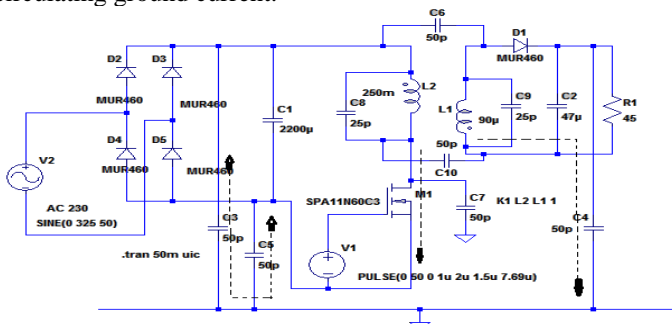 circulating ground current.
C6
50p
D1
MUR460
D2
D3
250m
L2
C8
25p
L1
90µ
C9
25p
C2
47µ
R1
45
MUR460
MUR460
C1
2200µ
D4
D5
MUR460
MUR460
50p
C10
V2
SPA11N60C3
M1
C7
50p
K1 L2 L1 1
AC 230
SINE(0 325 50)
C3
50p
C5
50p
C4
50p
V1
.tran 50m uic
PULSE(0 50 0 1u 2u 1.5u 7.69u)